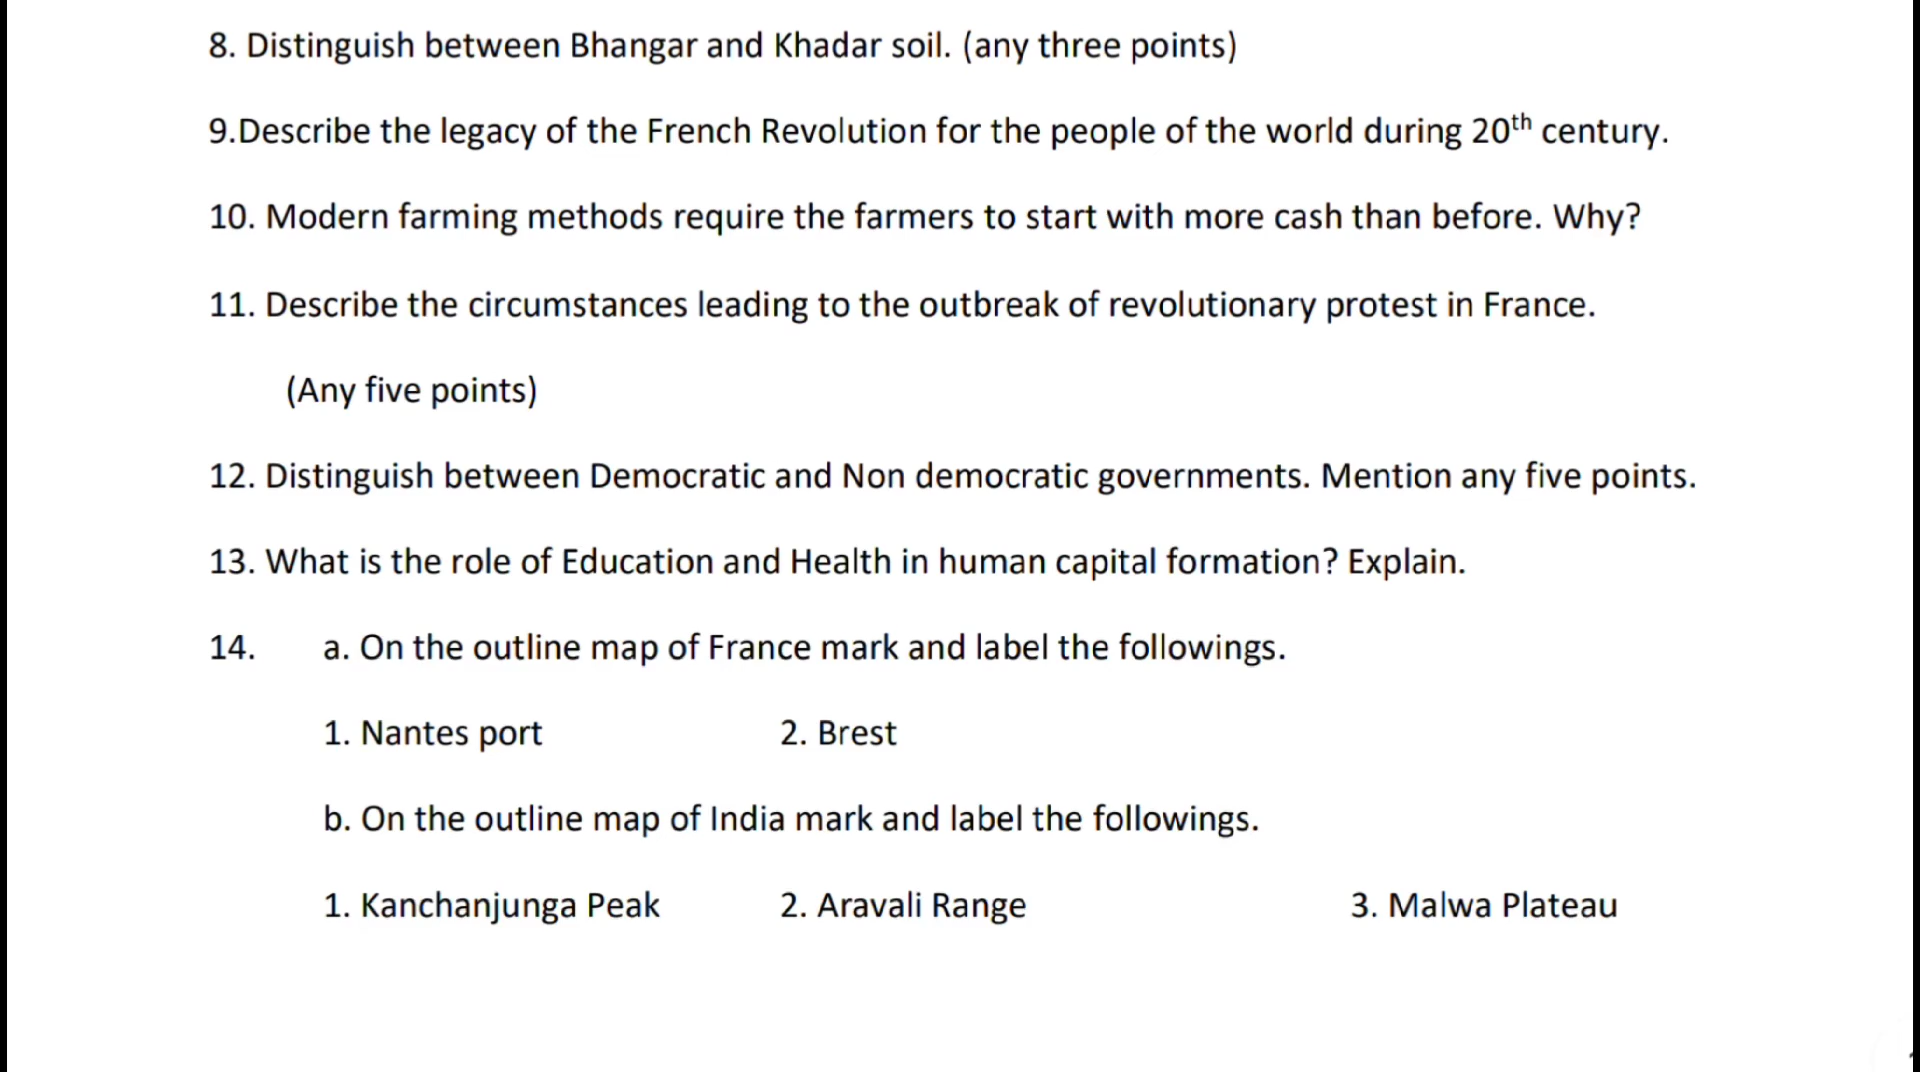 8. Distinguish between Bhangar and Khadar soil. (any three points)
9.Describe the legacy of the French Revolution for the people of the world during 20th century.
10. Modern farming methods require the farmers to start with more cash than before. Why?
11. Describe the circumstances leading to the outbreak of revolutionary protest in France.
(Any five points)
12. Distinguish between Democratic and Non democratic governments. Mention any five points.
13. What is the role of Education and Health in human capital formation? Explain.
14. a. On the outline map of France mark and label the followings.
1. Nantes port 2. Brest
b. On the outline map of India mark and label the followings.
1. Kanchanjunga Peak 2. Aravali Range 3. Malwa Plateau